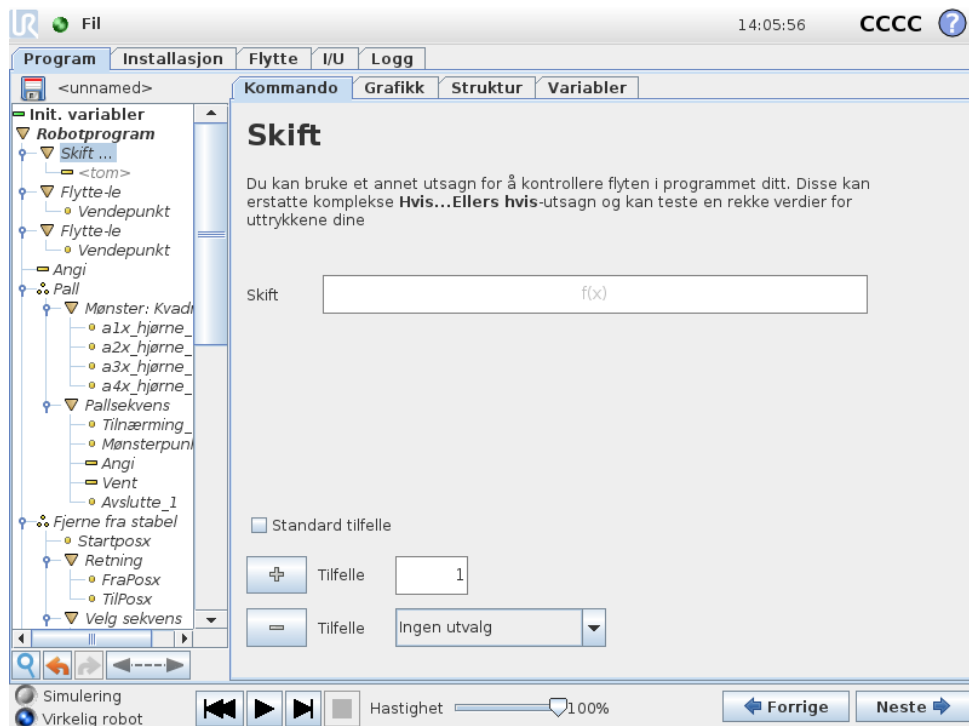 UR Fil 14:05:56 CCCC ?
Program Installasjon Flytte I/U Logg
<unnamed>
Kommando Grafikk Struktur Variabler
Init. variabler
Robotprogram
Skift ...
<tom>
Flytte-le
Vendepunkt
Flytte-le
Vendepunkt
Angi
Pall
Mønster: Kvadr
a1x_hjørne_
a2x_hjørne_
a3x_hjørne_
a4x_hjørne_
Pallsekvens
Tilnærming_
Mønsterpunk
Angi
Vent
Avslutte_1
Fjerne fra stabel
Startposx
Retning
FraPosx
TilPosx
Velg sekvens
Skift
Du kan bruke et annet utsagn for å kontrollere flyten i programmet ditt. Disse kan
erstatte komplekse Hvis...Ellers hvis-utsagn og kan teste en rekke verdier for
uttrykkene dine
Skift f(x)
Standard tilfelle
Tilfelle 1
Tilfelle Ingen utvalg
Simulering
Virkelig robot
Hastighet 100%
Forrige Neste